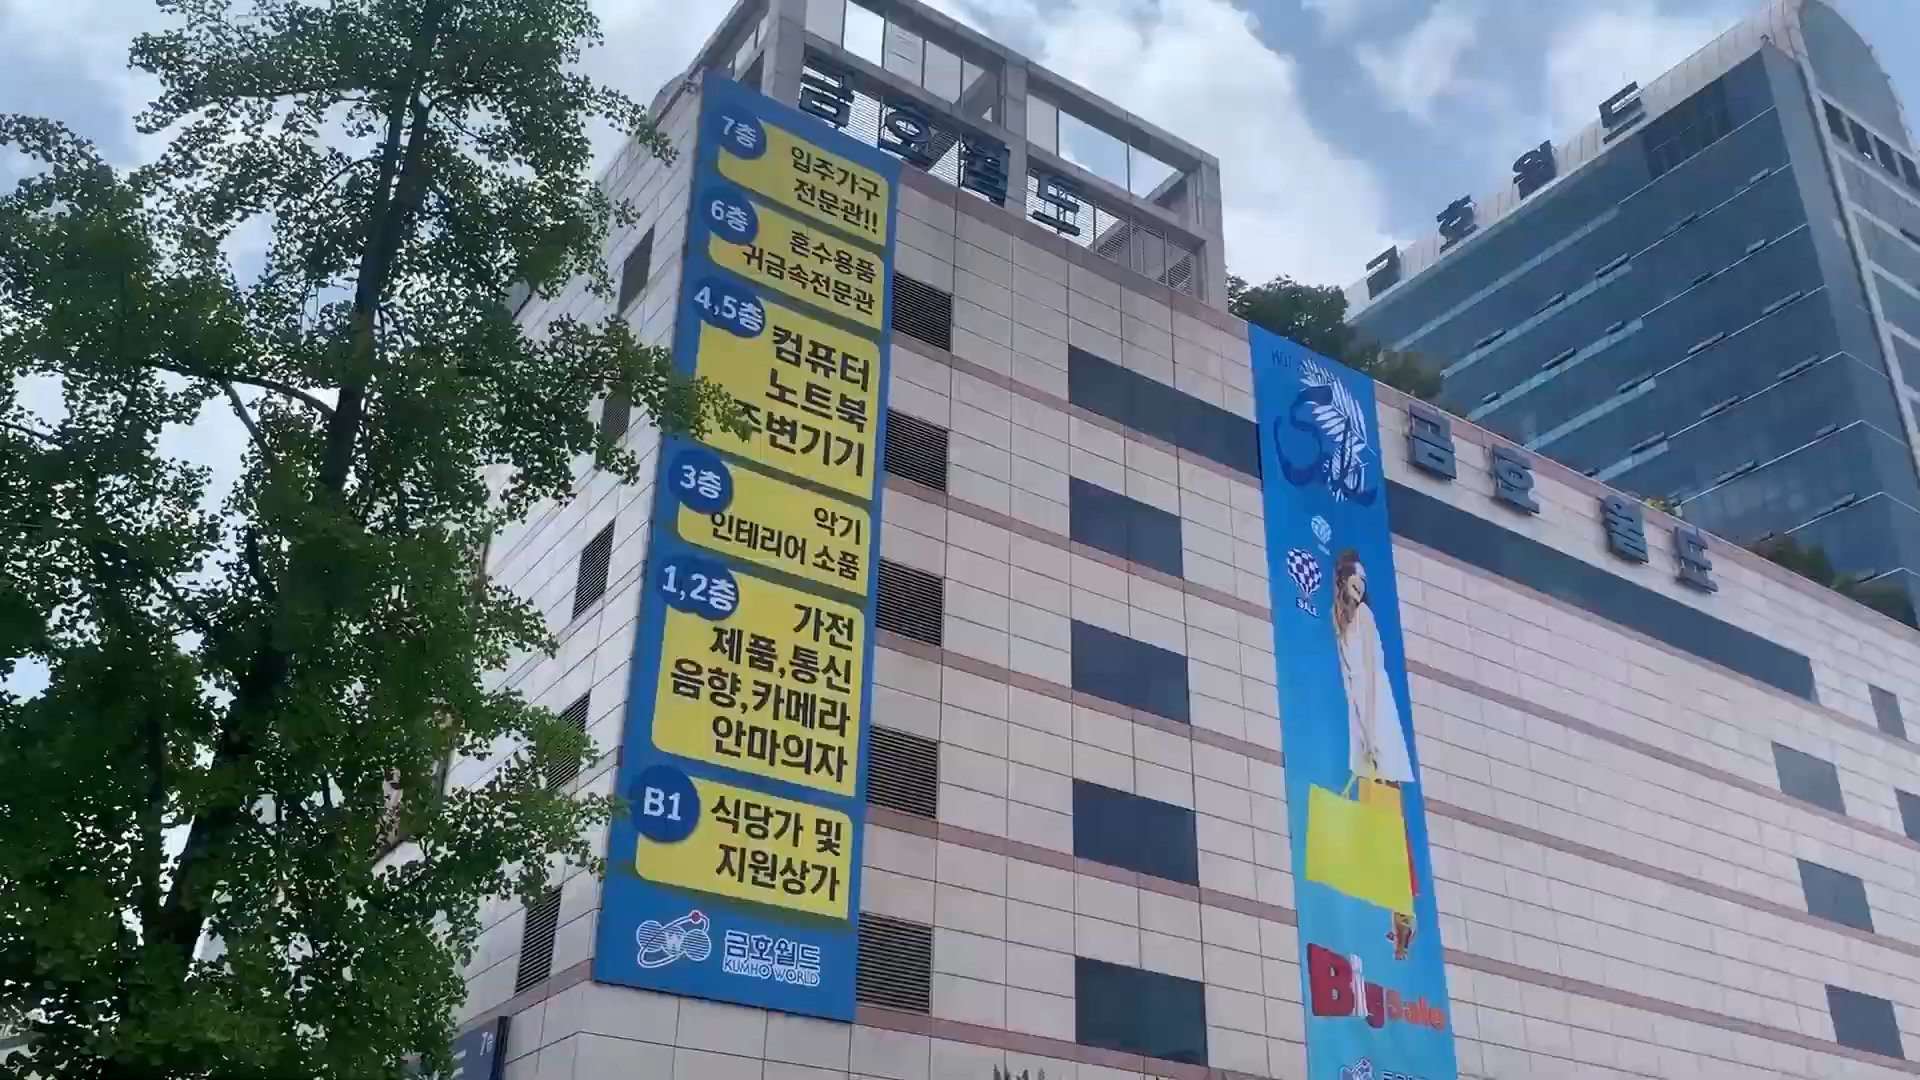 금호월드
7층
입주가구
전문관!!
6층
혼수용품
귀금속전문관
4,5층
컴퓨터
노트북
주변기기
3층
악기
인테리어 소품
1,2층
가전
제품,통신
음향,카메라
안마의자
B1
식당가 및
지원상가
금호월드
KUMHO WORLD
금호월드
SALE
Big Sale
금호월드